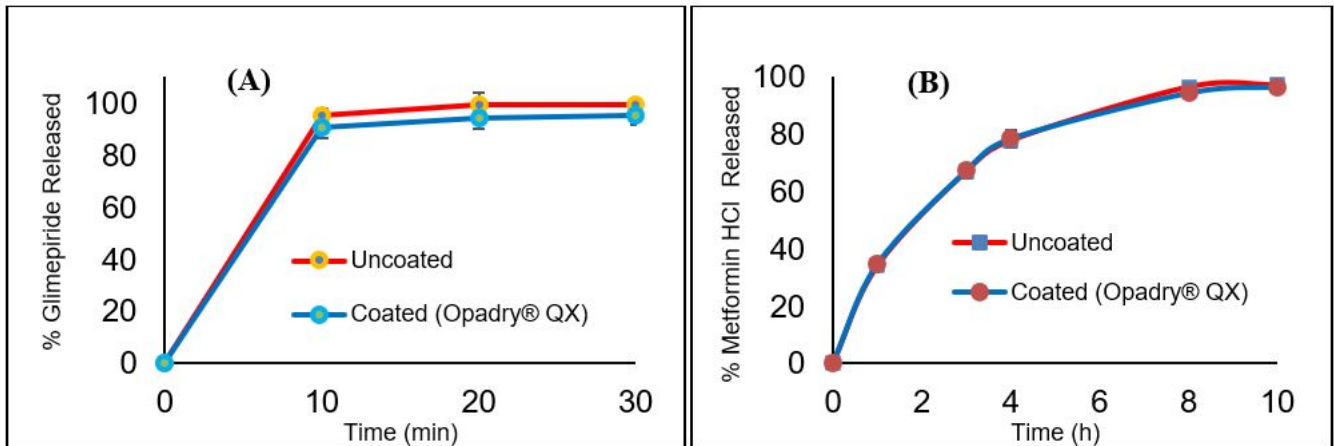 (A)
% Glimepiride Released
100
80
60
40
20
0
Uncoated
Coated (Opadry® QX)
0 10 20 30
Time (min)
(B)
% Metformin HCl Released
100
80
60
40
20
0
Uncoated
Coated (Opadry® QX)
0 2 4 6 8 10
Time (h)